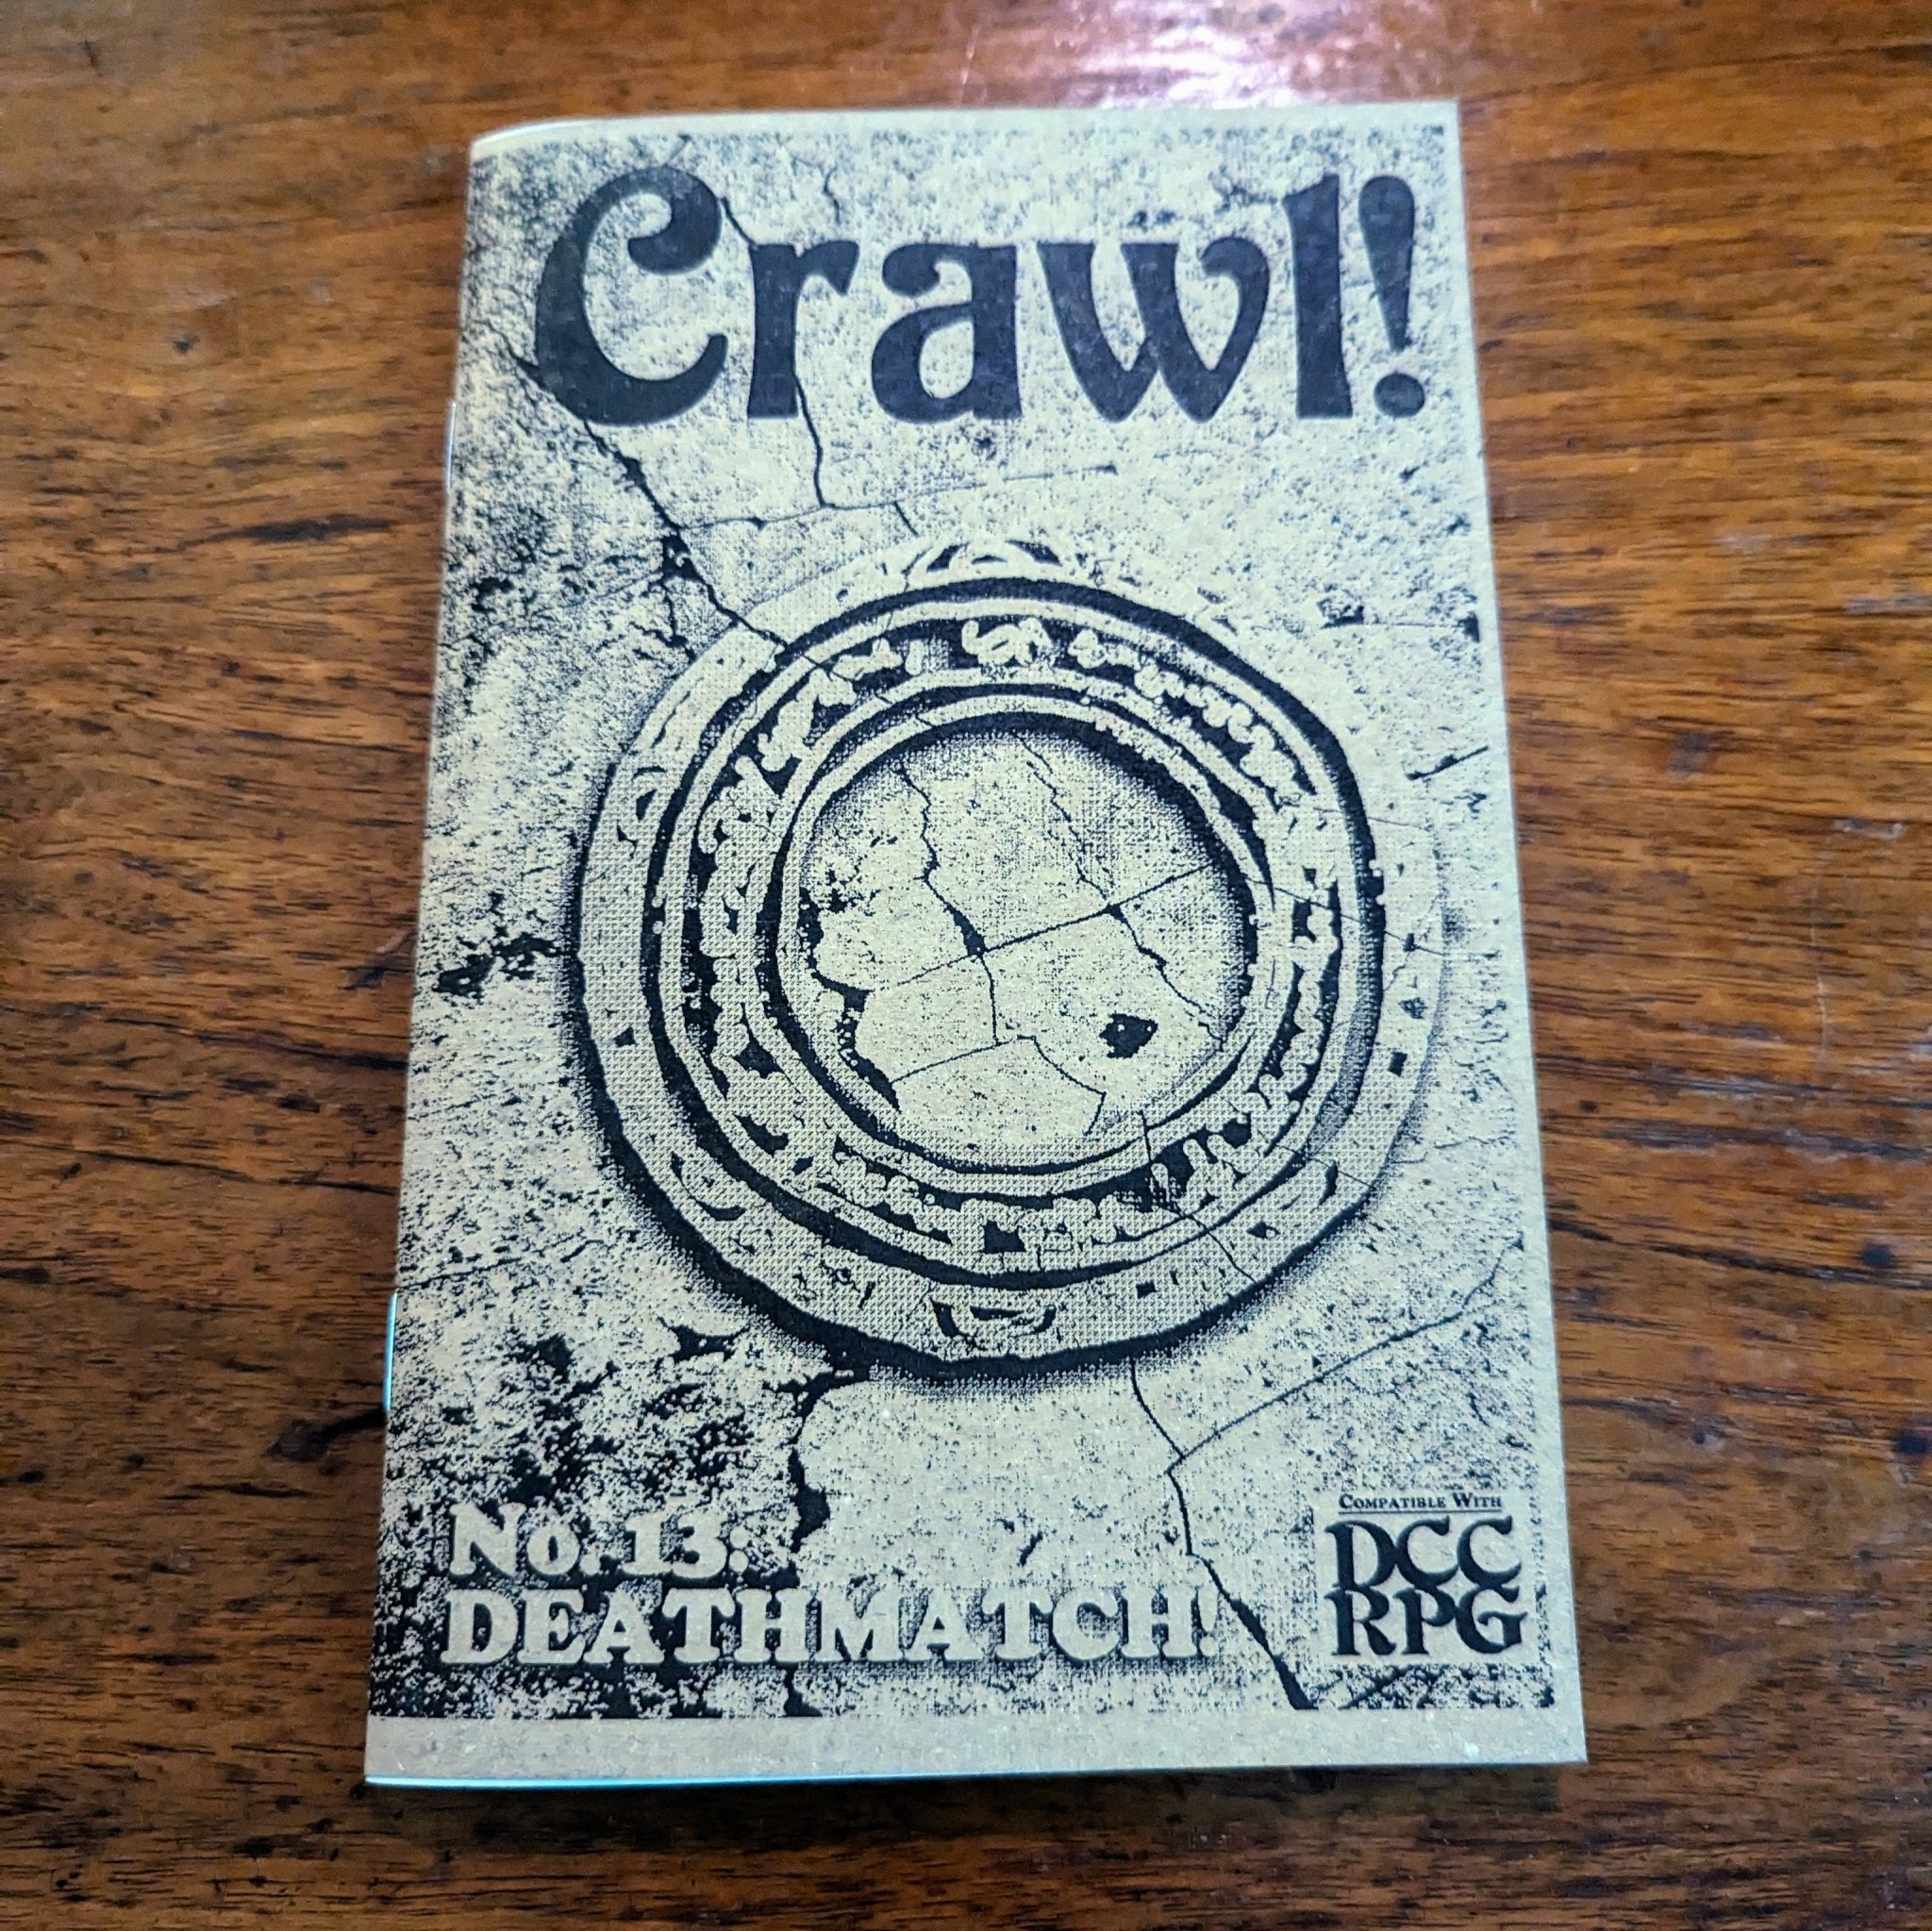 Crawl!
No. 13:
DEATHMATCH!
COMPATIBLE WITH
DCC
RPG